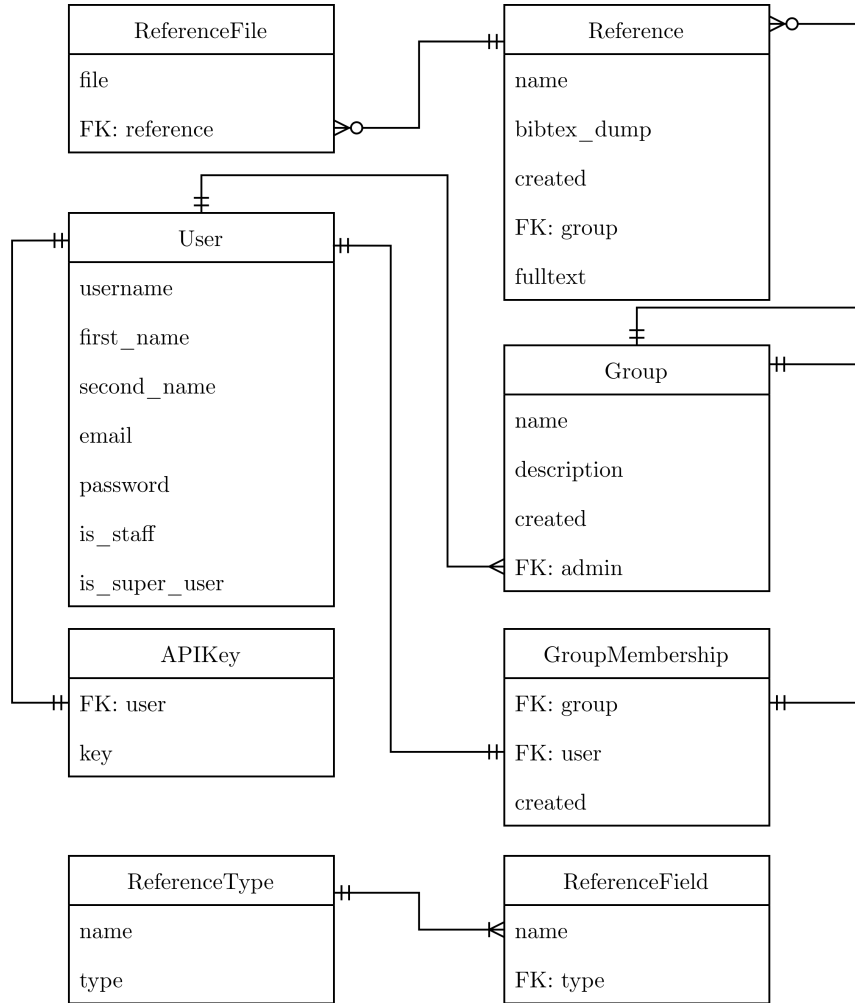 ReferenceFile
file
FK: reference
Reference
name
bibtex_dump
created
FK: group
fulltext
User
username
first_name
second_name
email
password
is_staff
is_super_user
Group
name
description
created
FK: admin
APIKey
FK: user
key
GroupMembership
FK: group
FK: user
created
ReferenceType
name
type
ReferenceField
name
FK: type